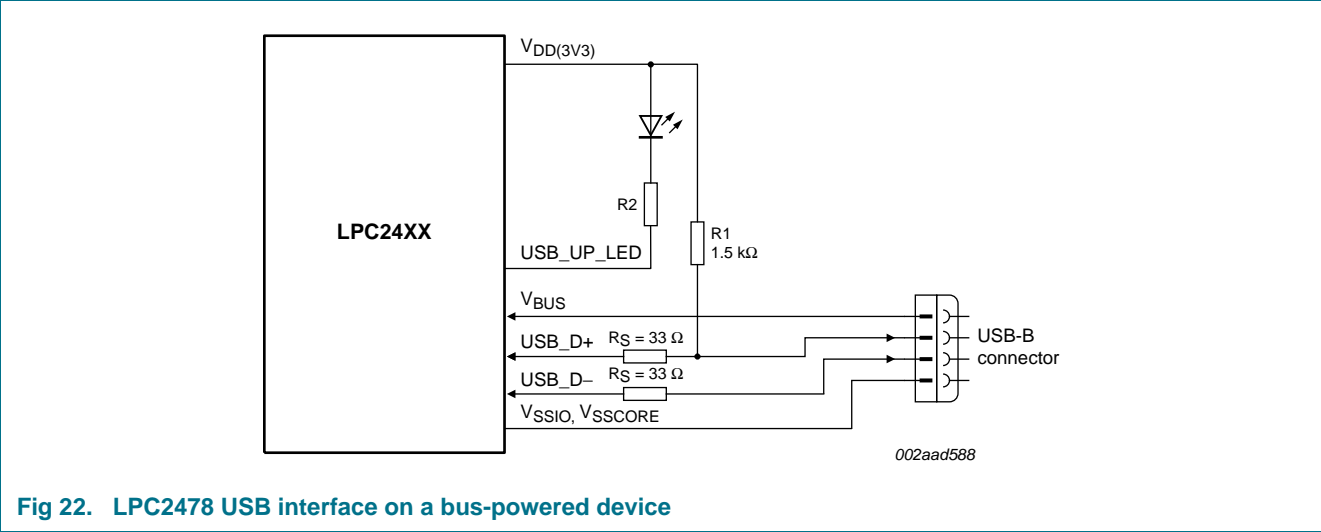 VDD(3V3)
R2
LPC24XX
R1
1.5 kΩ
USB_UP_LED
VBUS
USB_D+ RS = 33 Ω
USB-B
connector
USB_D− RS = 33 Ω
VSSIO, VSSCORE
002aad588
Fig 22. LPC2478 USB interface on a bus-powered device